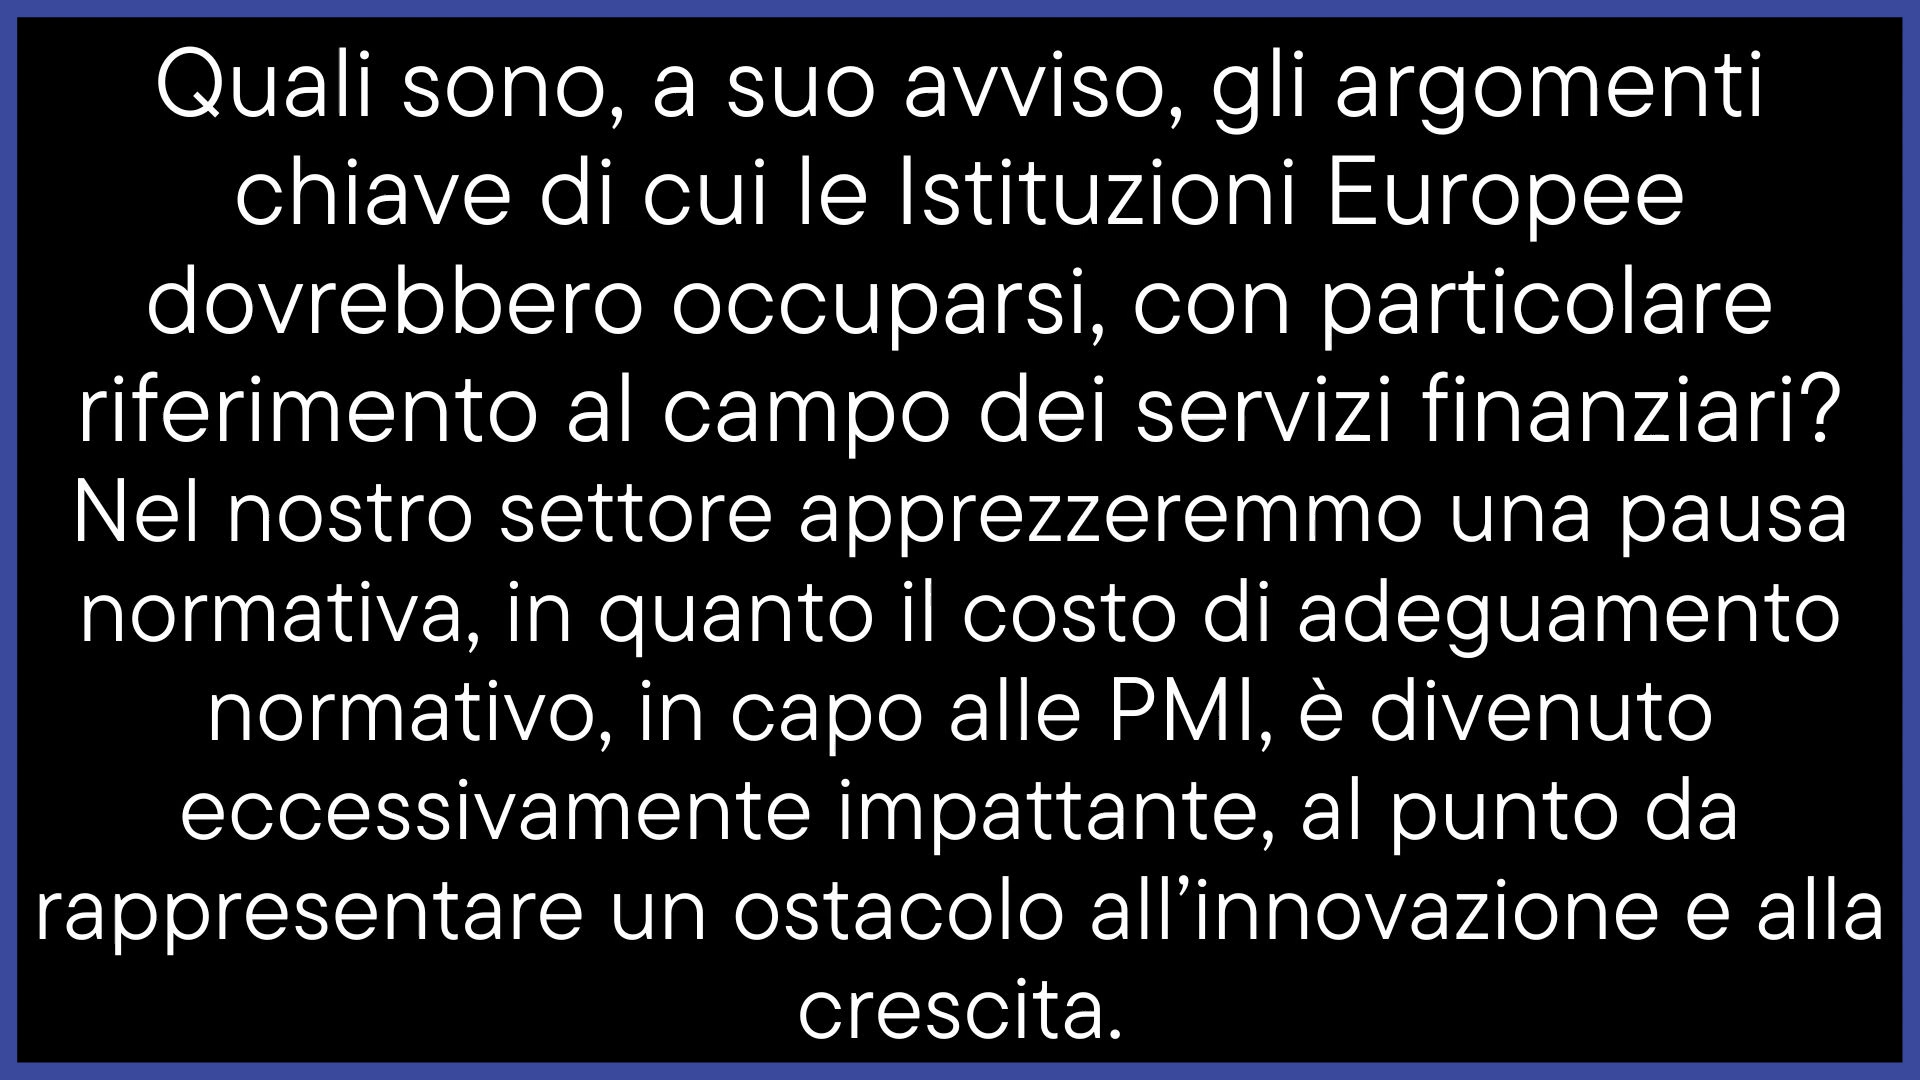 Quali sono, a suo avviso, gli argomenti
chiave di cui le Istituzioni Europee
dovrebbero occuparsi, con particolare
riferimento al campo dei servizi finanziari?
Nel nostro settore apprezzeremmo una pausa
normativa, in quanto il costo di adeguamento
normativo, in capo alle PMI, è divenuto
eccessivamente impattante, al punto da
rappresentare un ostacolo all’innovazione e alla
crescita.